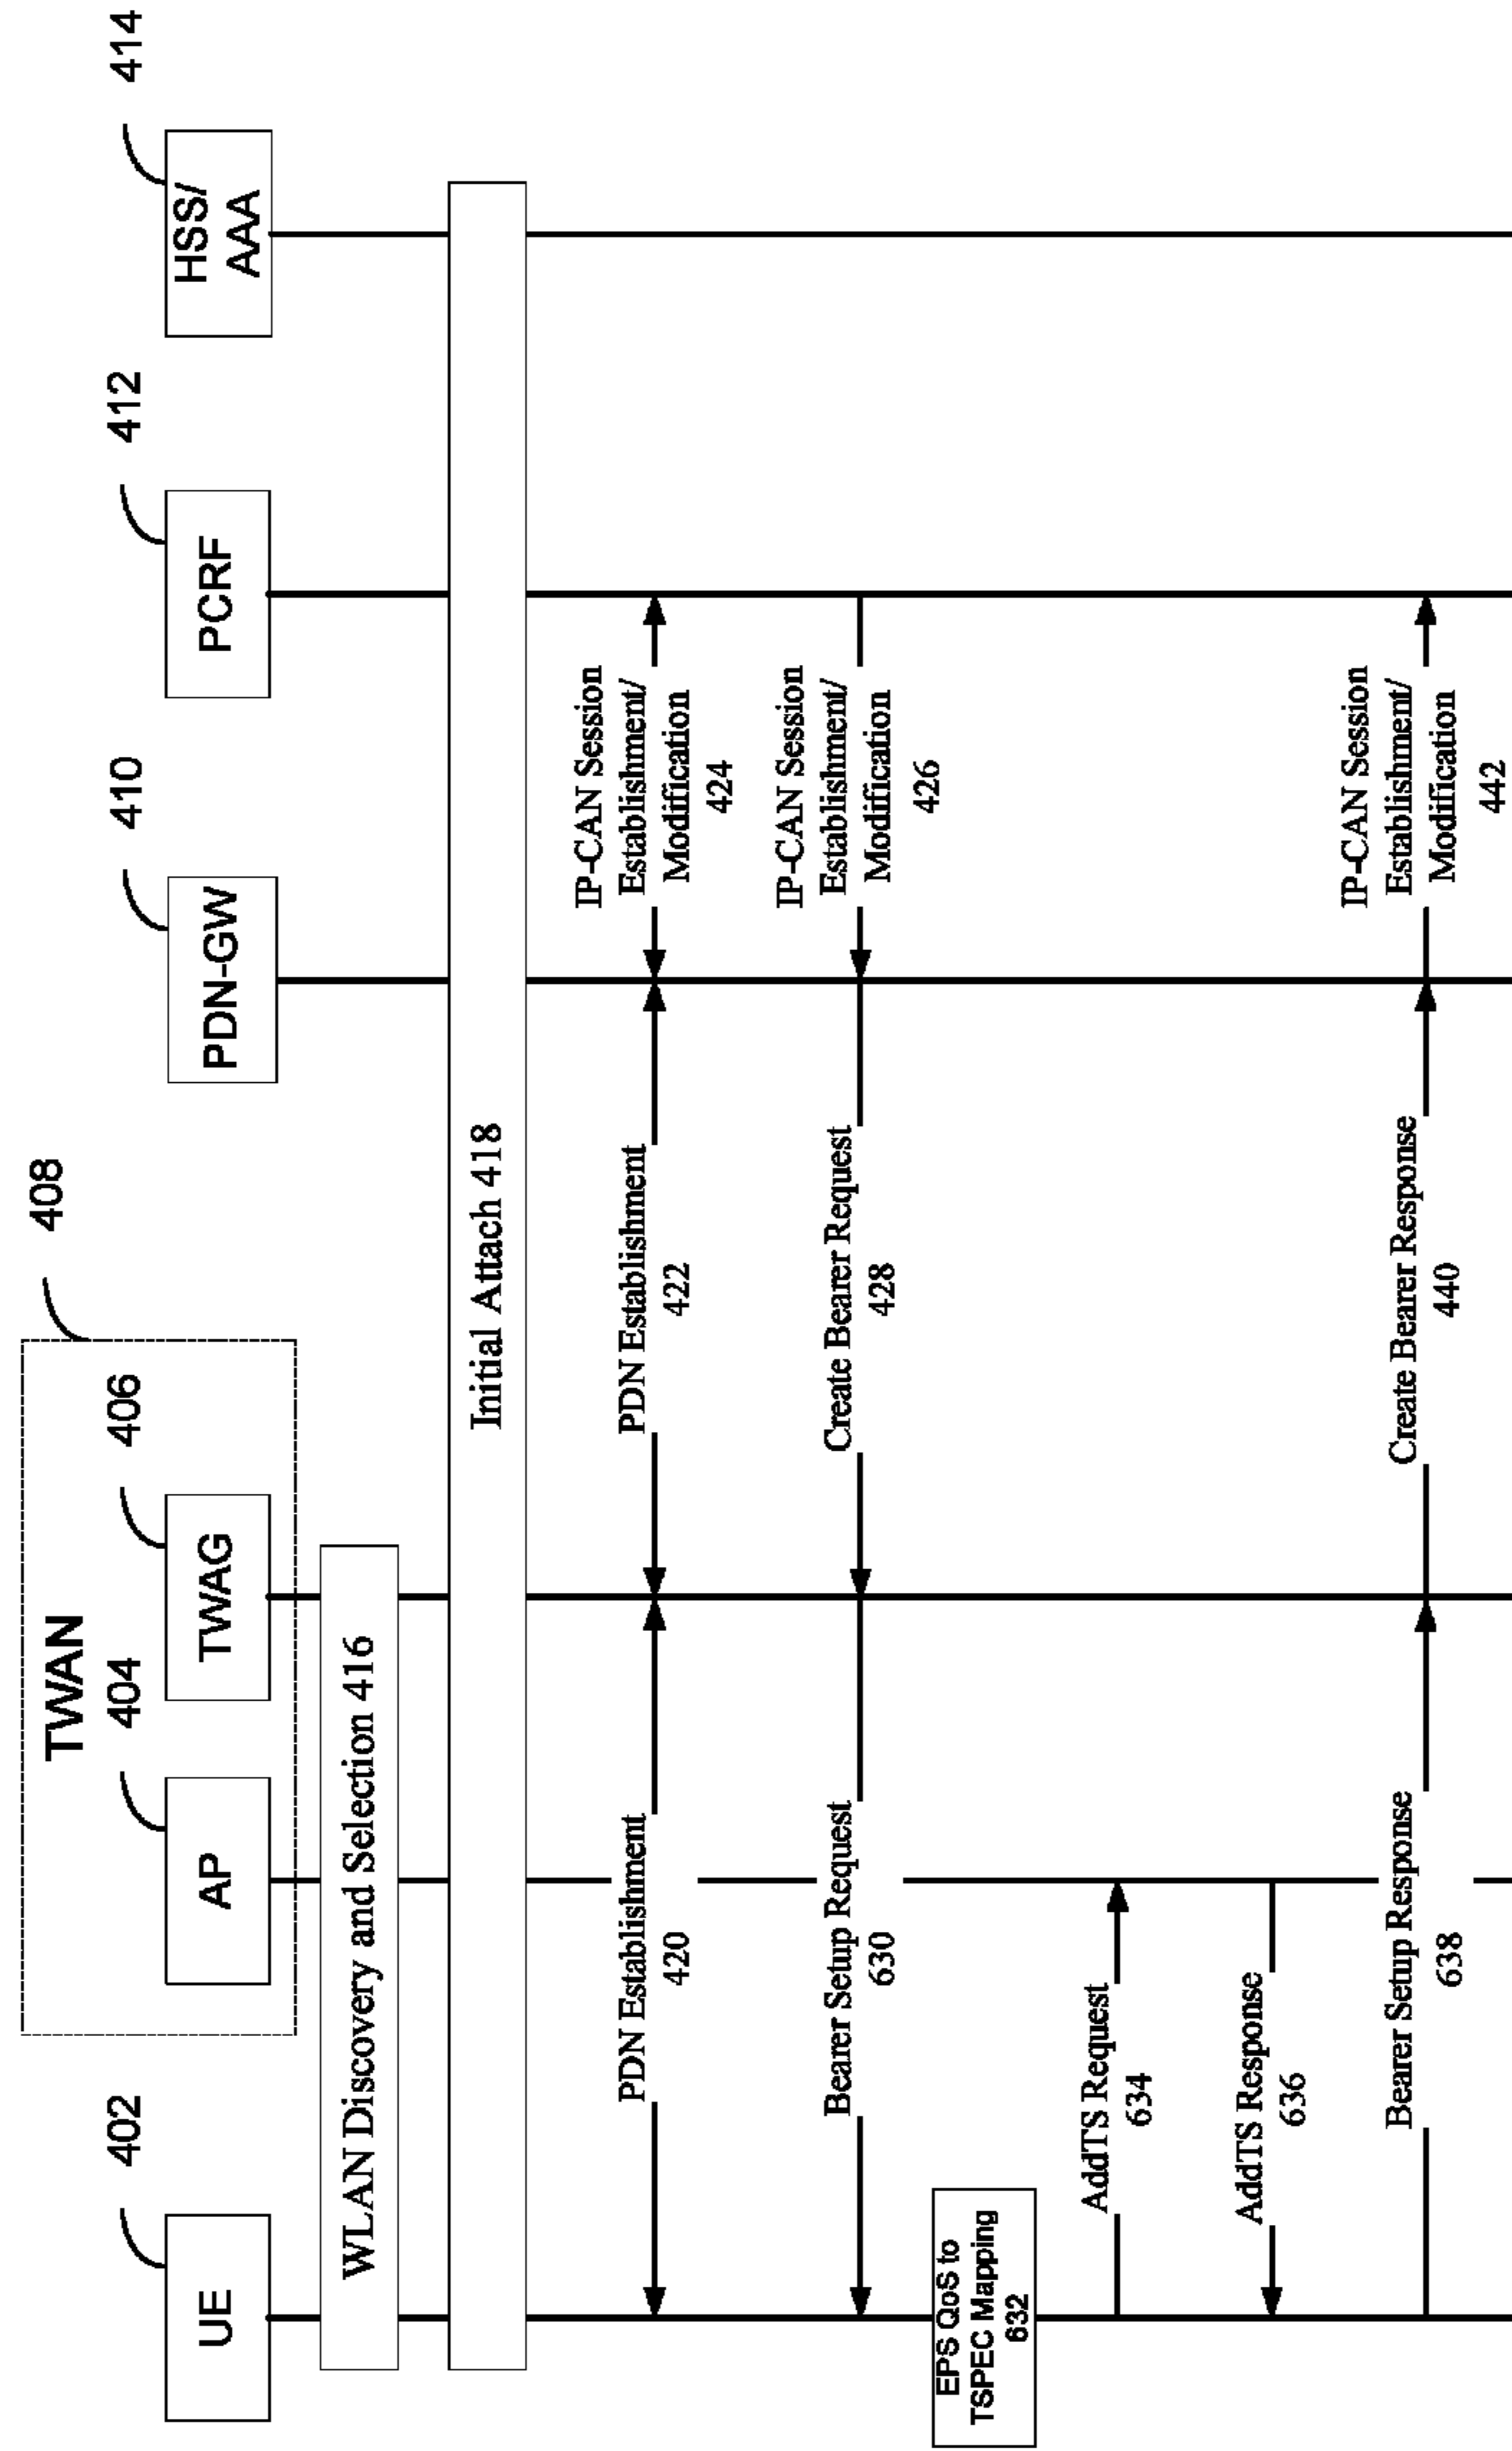 TWAN
408
402
404
406
410
412
414
UE
AP
TWAG
PDN-GW
PCRF
HSS/
AAA
WLAN Discovery and Selection 416
Initial Attach 418
PDN Establishment
420
PDN Establishment
422
IP-CAN Session
Establishment/
Modification
424
Bearer Setup Request
630
Create Bearer Request
428
IP-CAN Session
Establishment/
Modification
426
EPS QoS to
TSPEC Mapping
632
AddTS Request
634
AddTS Response
636
Bearer Setup Response
638
Create Bearer Response
440
IP-CAN Session
Establishment/
Modification
442